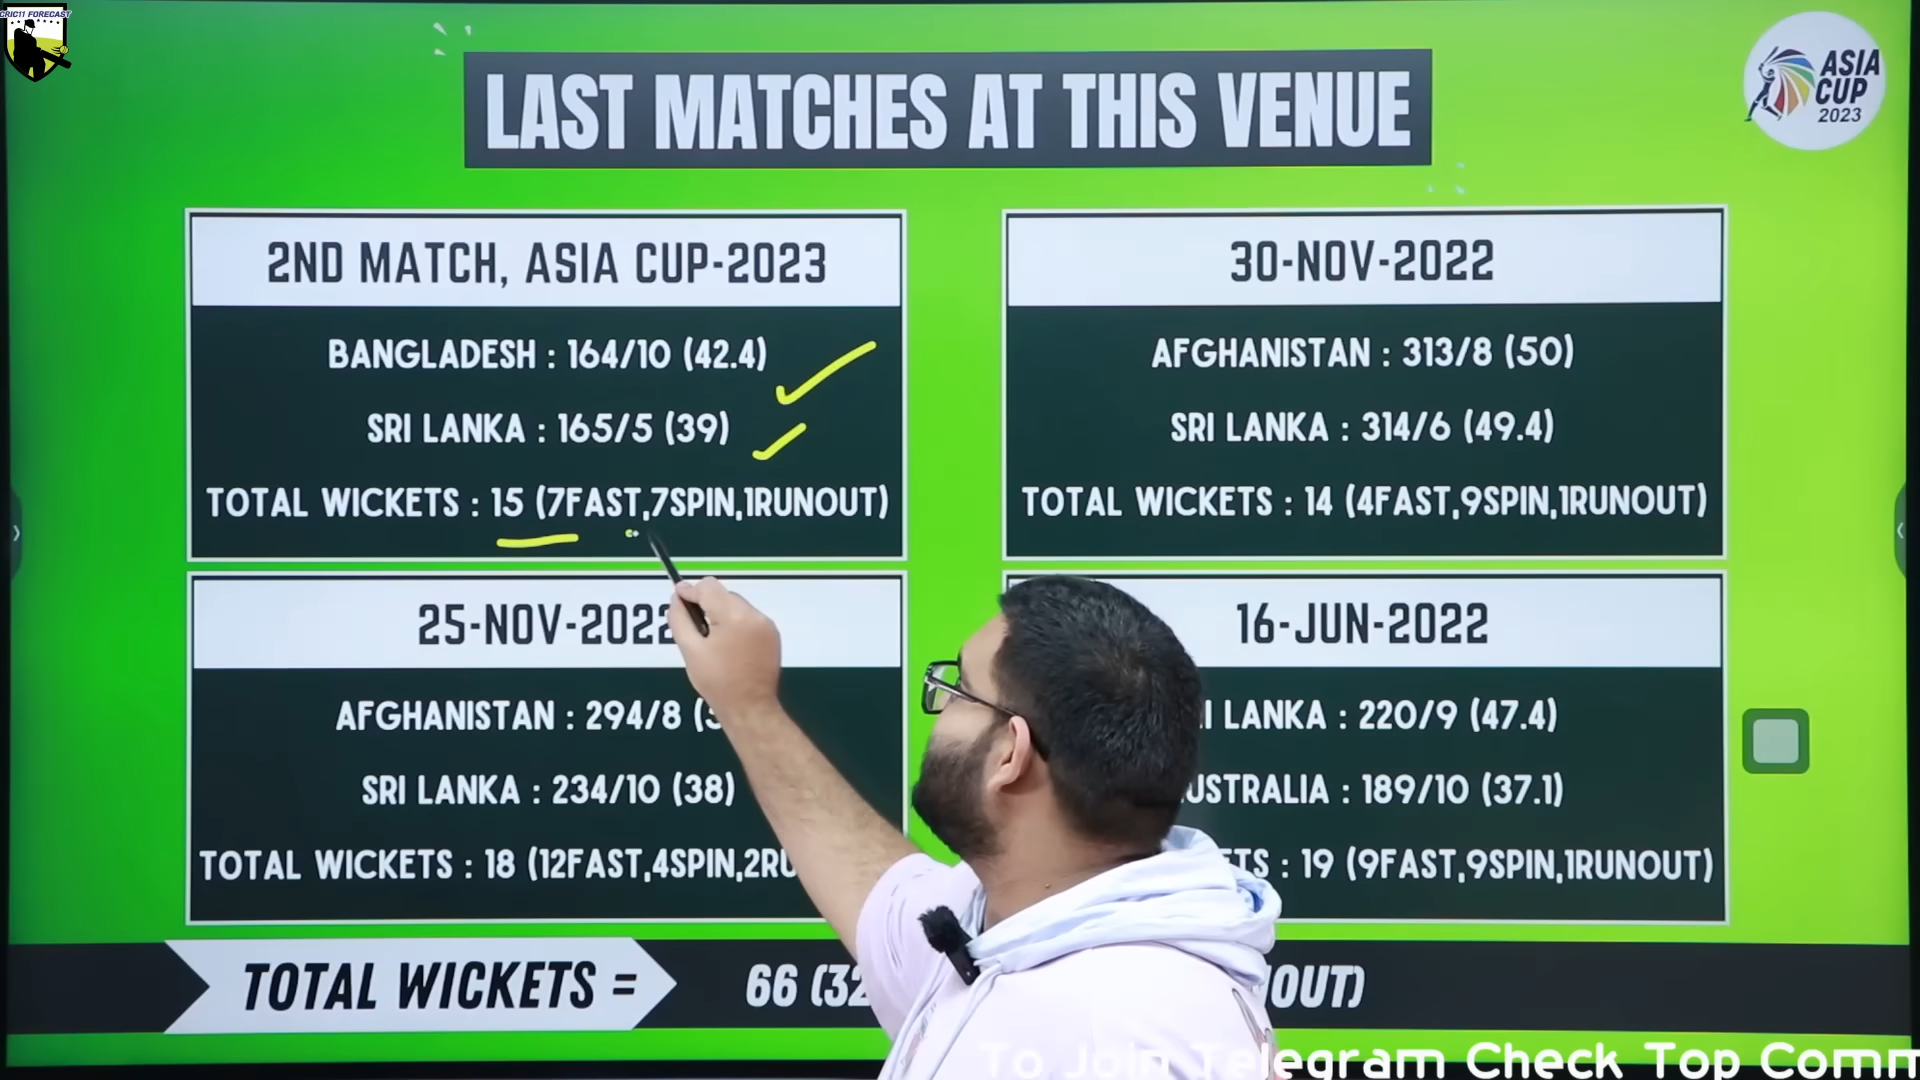 CRIC11 FORECAST
LAST MATCHES AT THIS VENUE
ASIA
CUP
2023
2ND MATCH, ASIA CUP-2023
BANGLADESH : 164/10 (42.4)
SRI LANKA : 165/5 (39)
TOTAL WICKETS : 15 (7FAST,7SPIN,1RUNOUT)
30-NOV-2022
AFGHANISTAN : 313/8 (50)
SRI LANKA : 314/6 (49.4)
TOTAL WICKETS : 14 (4FAST,9SPIN,1RUNOUT)
25-NOV-2022
AFGHANISTAN : 294/8
SRI LANKA : 234/10 (38)
TOTAL WICKETS : 18 (12FAST,4SPIN,
16-JUN-2022
LANKA : 220/9 (47.4)
: 189/10 (37.1)
: 19 (9FAST,9SPIN,1RUNOUT)
TOTAL WICKETS = 66 (32
To Join Telegram Check Top Comm